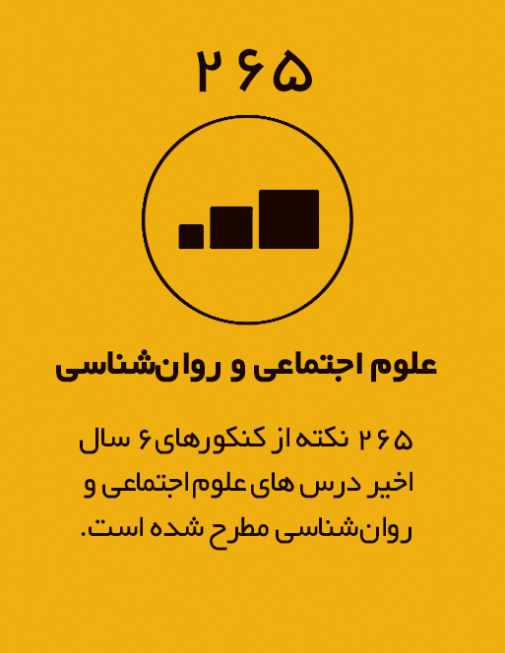 ۲۶۵
علوم اجتماعی و روان‌شناسی
۲۶۵ نکته از کنکورهای ۶ سال
اخیر درس های علوم اجتماعی و
روان‌شناسی مطرح شده است.